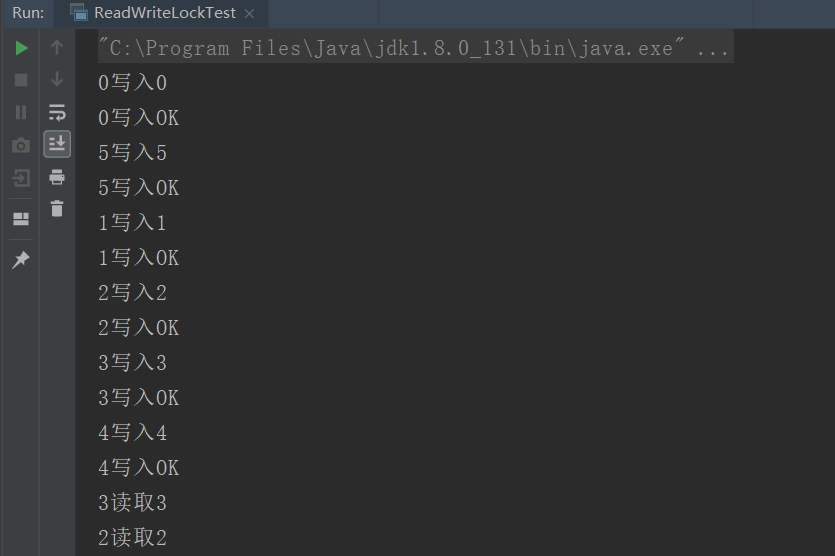 Run: ReadWriteLockTest ×
"C:\Program Files\Java\jdk1.8.0_131\bin\java.exe" ...
0写入0
0写入OK
5写入5
5写入OK
1写入1
1写入OK
2写入2
2写入OK
3写入3
3写入OK
4写入4
4写入OK
3读取3
2读取2